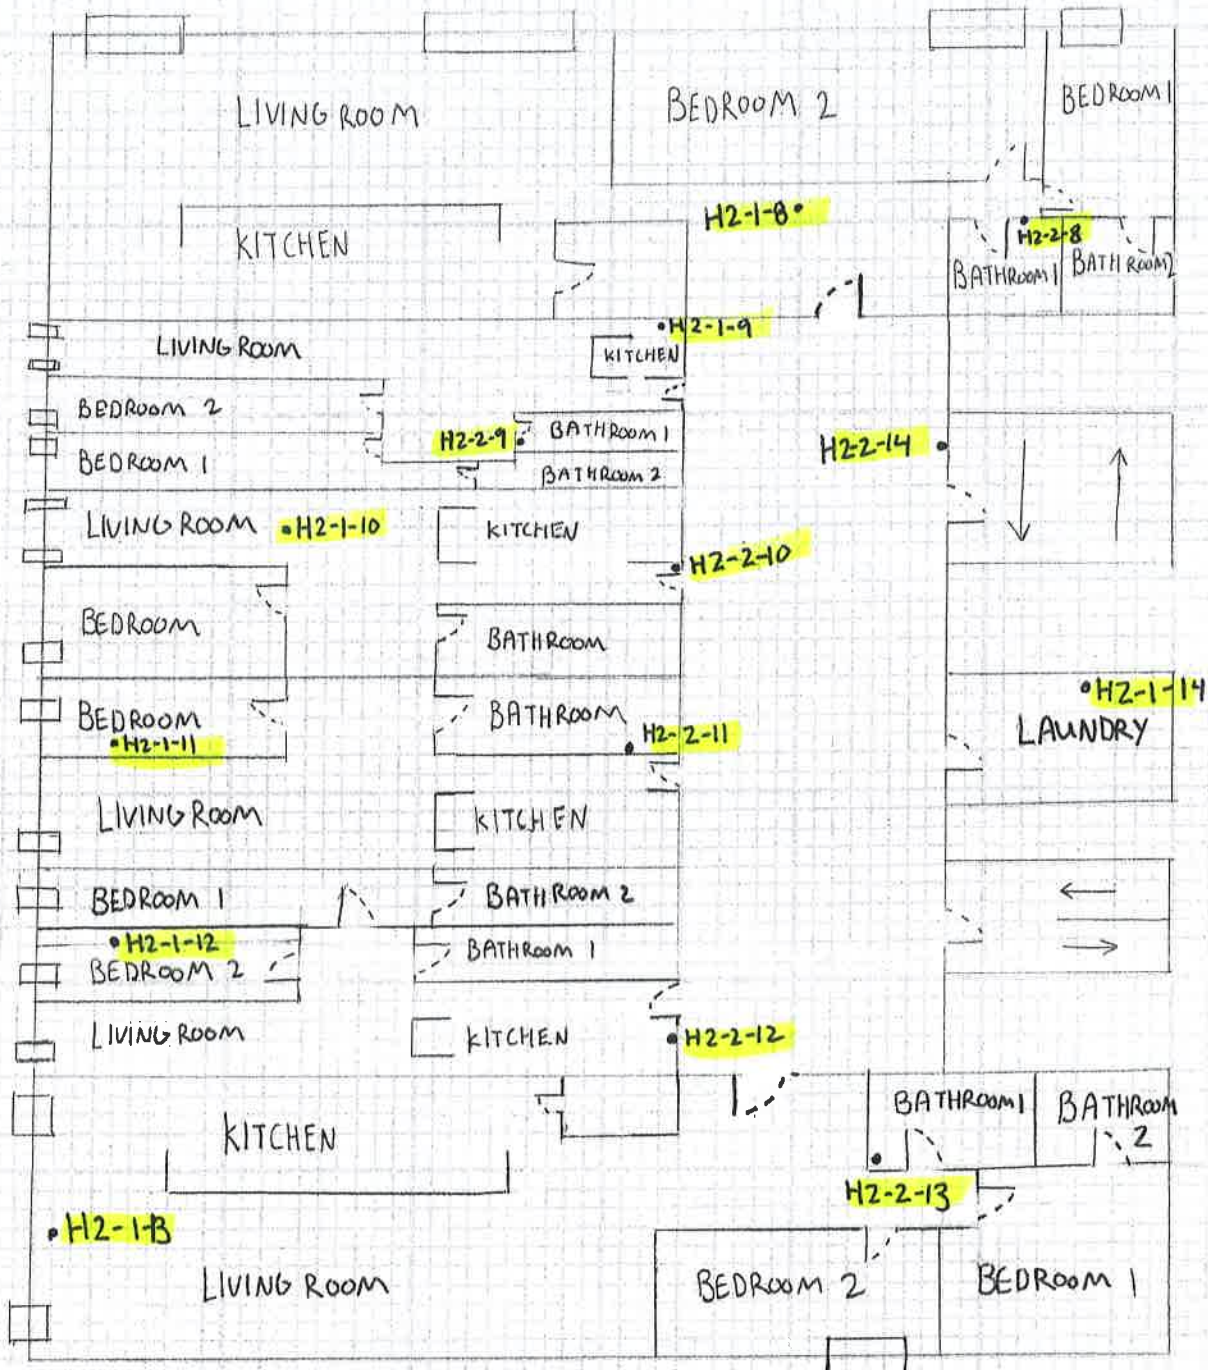 LIVING ROOM
BEDROOM 2
BEDROOM 1
KITCHEN
H2-1-8
H2-2-8
BATHROOM 1
BATHROOM 2
H2-1-9
LIVING ROOM
KITCHEN
BEDROOM 2
H2-2-9
BATHROOM 1
H2-2-14
BEDROOM 1
BATHROOM 2
LIVING ROOM
H2-1-10
KITCHEN
H2-2-10
BEDROOM
BATHROOM
H2-1-14
BEDROOM
BATHROOM
LAUNDRY
H2-1-11
H2-2-11
LIVING ROOM
KITCHEN
BEDROOM 1
BATHROOM 2
H2-1-12
BEDROOM 2
BATHROOM 1
LIVING ROOM
KITCHEN
H2-2-12
KITCHEN
BATHROOM 1
BATHROOM
2
H2-2-13
H2-1-13
LIVING ROOM
BEDROOM 2
BEDROOM 1